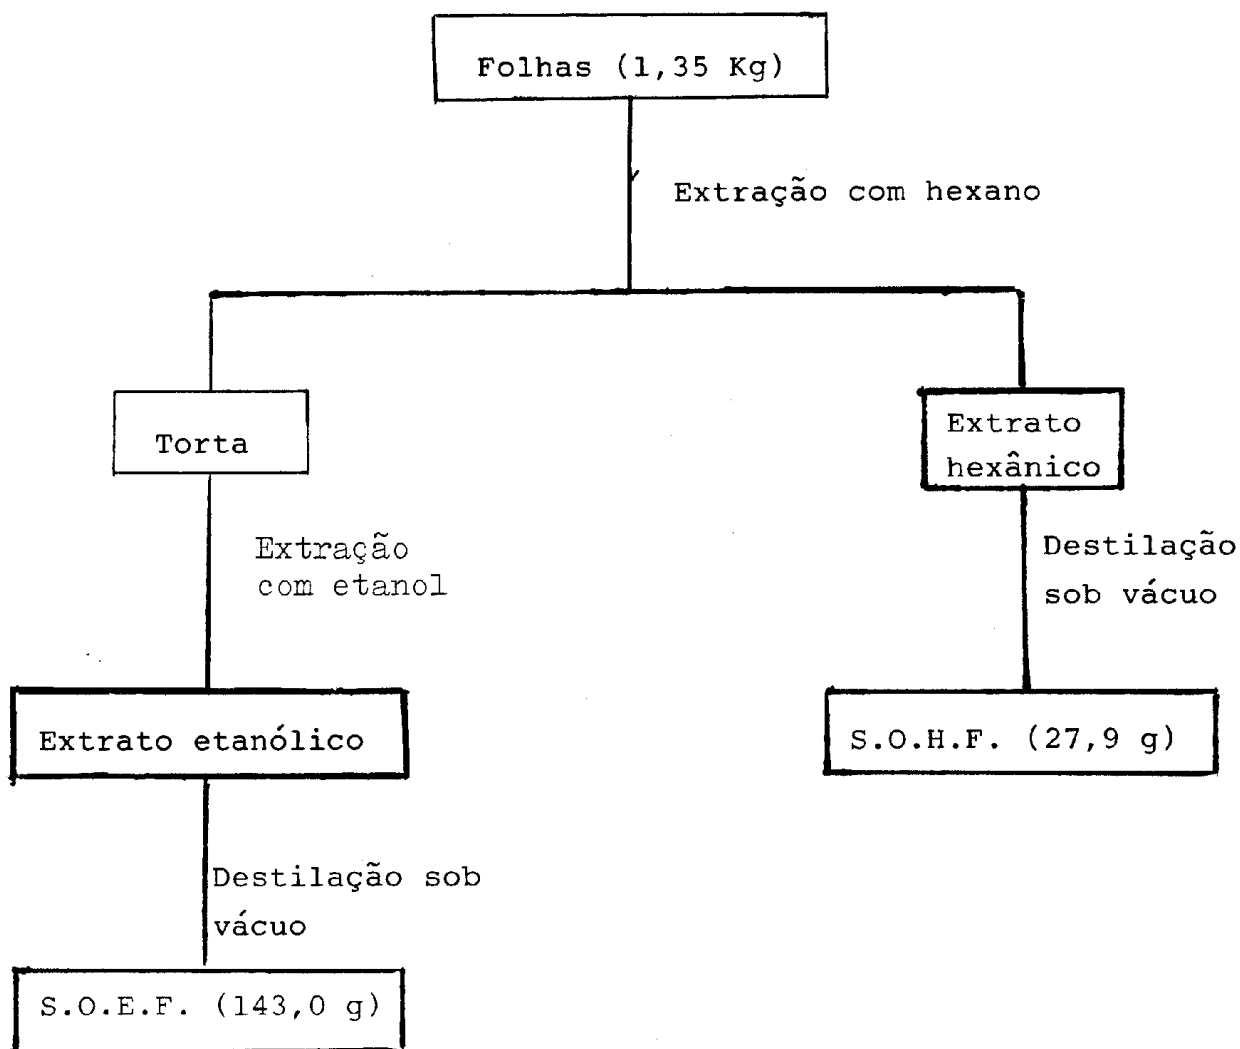 Folhas (1,35 Kg)
Extração com hexano
Torta
Extrato
hexânico
Extração
com etanol
Destilação
sob vácuo
Extrato etanólico
S.O.H.F. (27,9 g)
Destilação sob
vácuo
S.O.E.F. (143,0 g)